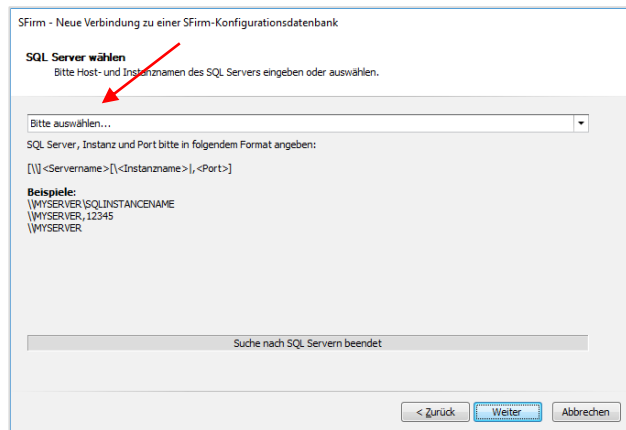 SFirm - Neue Verbindung zu einer SFirm-Konfigurationsdatenbank
SQL Server wählen
Bitte Host- und Instanznamen des SQL Servers eingeben oder auswählen.
Bitte auswählen...
SQL Server, Instanz und Port bitte in folgendem Format angeben:
[\\]<Servername>[\<Instanzname>|,<Port>]
Beispiele:
\\MYSERVER\SQLINSTANCENAME
\\MYSERVER,12345
\\MYSERVER
Suche nach SQL Servern beendet
< Zurück Weiter Abbrechen